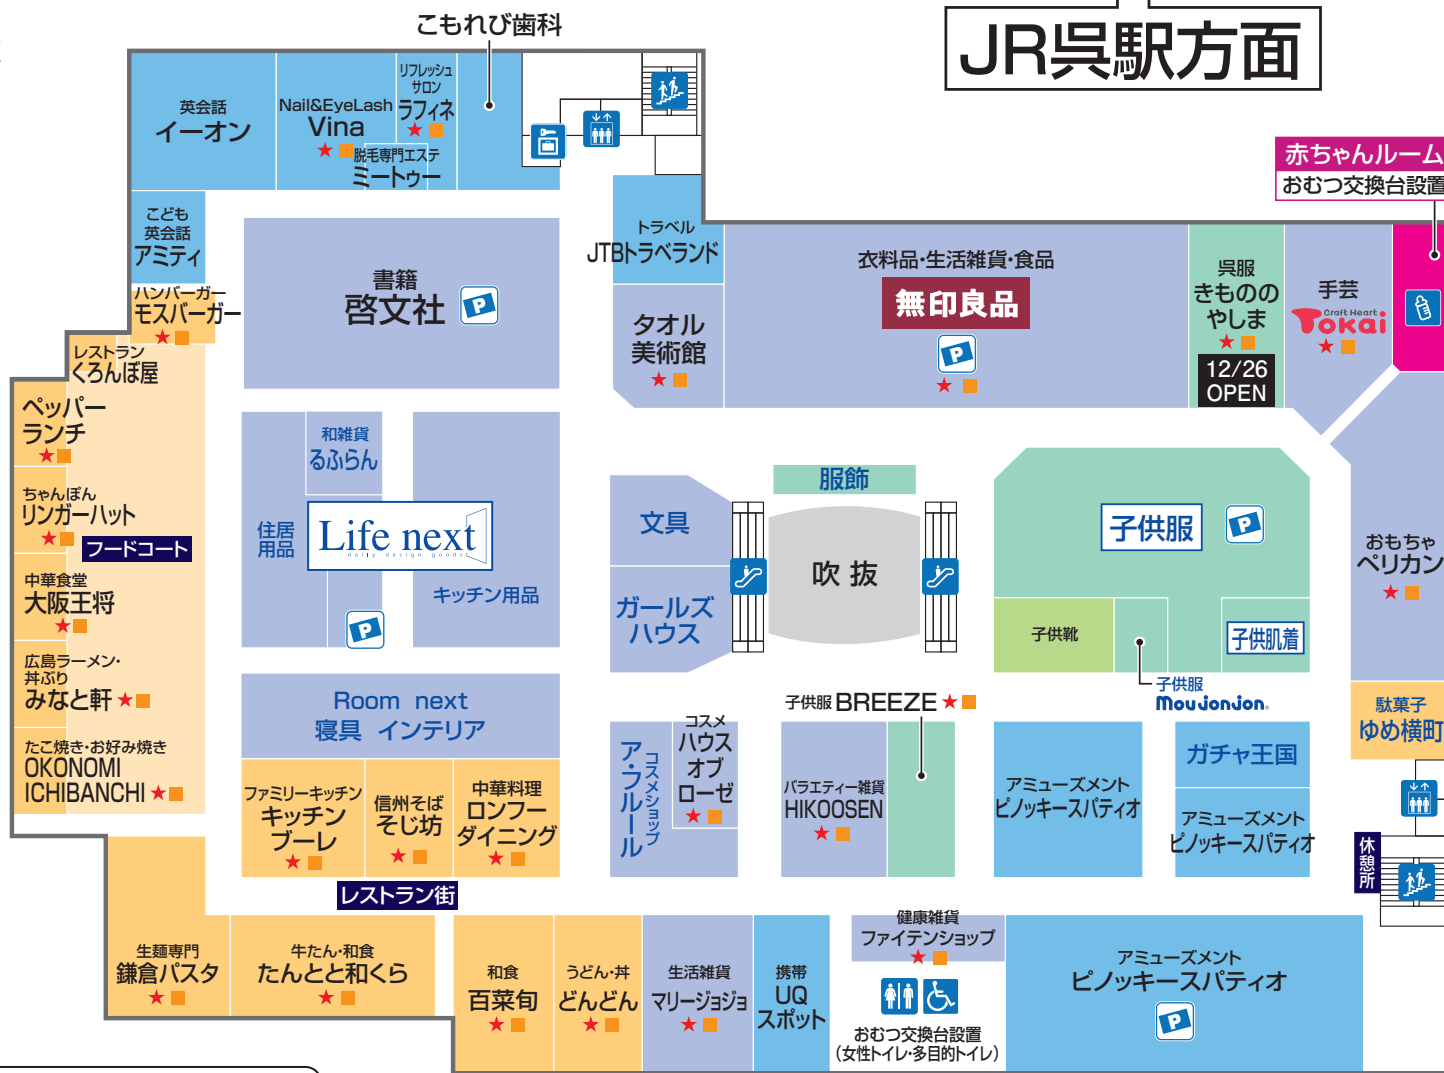 こもれび歯科
JR呉駅方面
英会話
イーオン
Nail&EyeLash
Vina
リフレッシュ
サロン
ラフィネ
脱毛専門エステ
ミートゥー
赤ちゃんルーム
おむつ交換台設置
こども
英会話
アミティ
ハンバーガー
モスバーガー
書籍
啓文社
P
トラベル
JTBトラベランド
タオル
美術館
衣料品・生活雑貨・食品
無印良品
P
呉服
きものの
やしま
12/26
OPEN
手芸
Craft Heart
Tokai
レストラン
くろんぼ屋
ペッパー
ランチ
ちゃんぽん
リンガーハット
フードコート
中華食堂
大阪王将
広島ラーメン・
丼ぶり
みなと軒
たこ焼き・お好み焼き
OKONOMI
ICHIBANCHI
和雑貨
るふらん
住居
用品
Life next
daily design goods
キッチン用品
P
Room next
寝具 インテリア
文具
ガールズ
ハウス
服飾
吹抜
子供服
P
子供靴
子供肌着
子供服
Moujonjon
おもちゃ
ペリカン
駄菓子
ゆめ横町
ファミリーキッチン
キッチン
ブーレ
信州そば
そじ坊
中華料理
ロンフー
ダイニング
レストラン街
コスメショップ
ア・フルール
コスメ
ハウス
オブ
ローゼ
子供服 BREEZE
バラエティー雑貨
HIKOOSEN
アミューズメント
ピノッキースパティオ
ガチャ王国
アミューズメント
ピノッキースパティオ
休憩所
生麺専門
鎌倉パスタ
牛たん・和食
たんとと和くら
和食
百菜旬
うどん・丼
どんどん
生活雑貨
マリージョジョ
携帯
UQ
スポット
健康雑貨
ファイテンショップ
おむつ交換台設置
(女性トイレ・多目的トイレ)
アミューズメント
ピノッキースパティオ
P